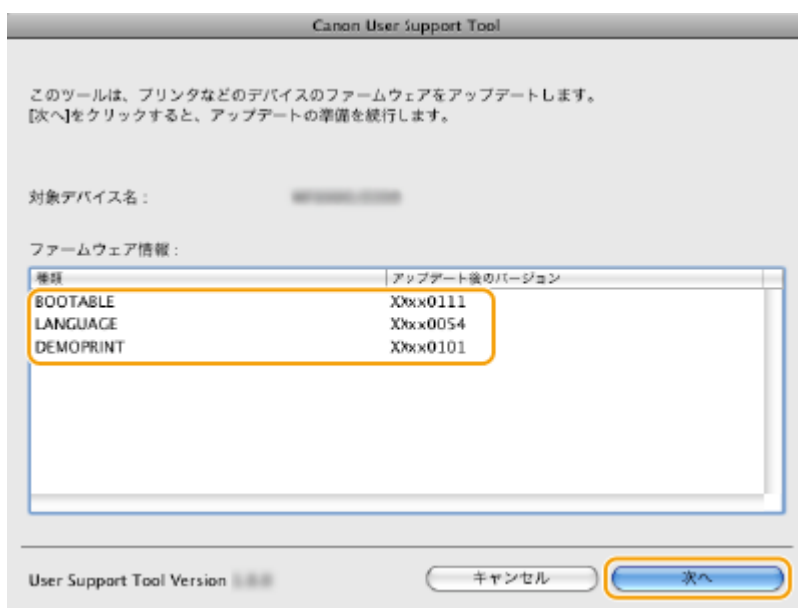 Canon User Support Tool
このツールは、プリンタなどのデバイスのファームウェアをアップデートします。
[次へ]をクリックすると、アップデートの準備を続行します。
対象デバイス名：
ファームウェア情報：
種類 アップデート後のバージョン
BOOTABLE XXxx0111
LANGUAGE XXxx0054
DEMOPRINT XXxx0101
User Support Tool Version
キャンセル 次へ